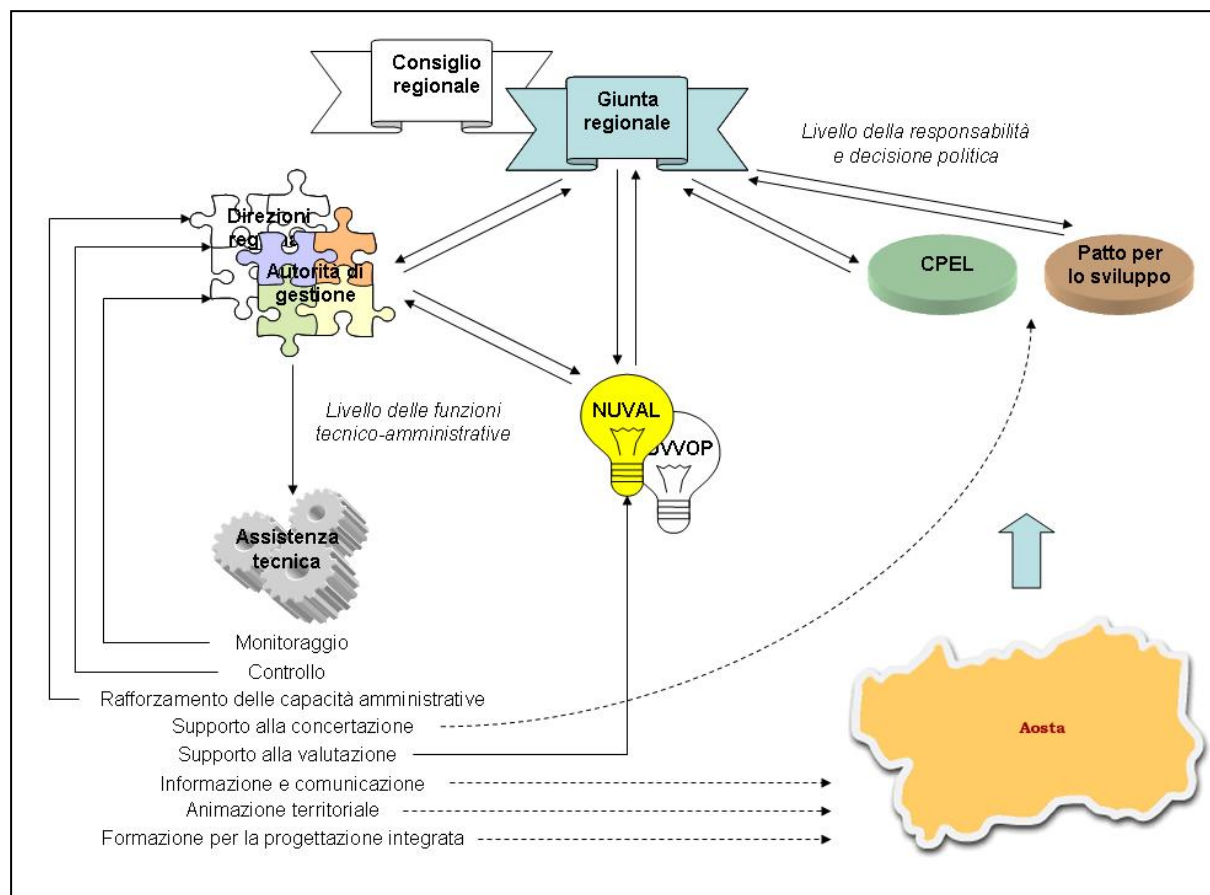 Consiglio
regionale
Giunta
regionale
Livello della responsabilità
e decisione politica
Direzioni
Autorità di
gestione
CPEL
Patto per
lo sviluppo
Livello delle funzioni
tecnico-amministrative
NUVAL
Assistenza
tecnica
Monitoraggio
Controllo
Rafforzamento delle capacità amministrative
Supporto alla concertazione
Supporto alla valutazione
Informazione e comunicazione
Animazione territoriale
Formazione per la progettazione integrata
Aosta